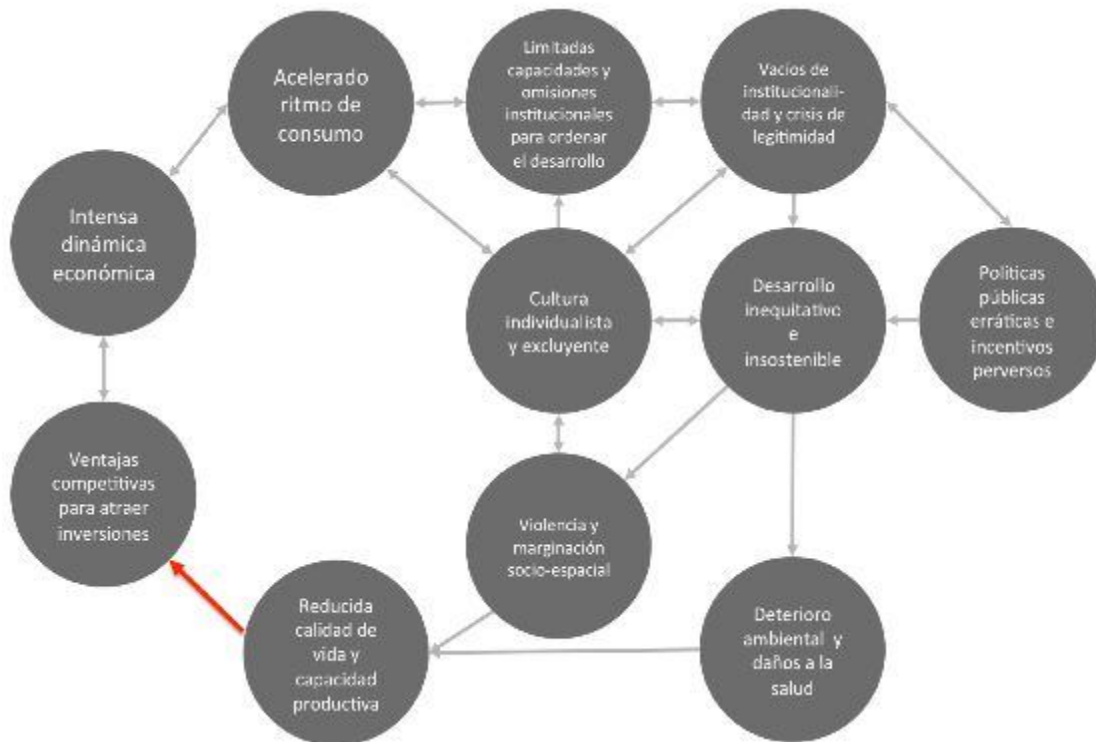 Acelerado
ritmo de
consumo
Limitadas
capacidades y
omisiones
institucionales
para ordenar
el desarrollo
Vacíos de
institucionali-
dad y crisis de
legitimidad
Intensa
dinámica
económica
Cultura
individualista
y excluyente
Desarrollo
inequitativo
e
insostenible
Políticas
públicas
erráticas e
incentivos
perversos
Ventajas
competitivas
para atraer
inversiones
Violencia y
marginación
socio-espacial
Reducida
calidad de
vida y
capacidad
productiva
Deterioro
ambiental y
daños a la
salud